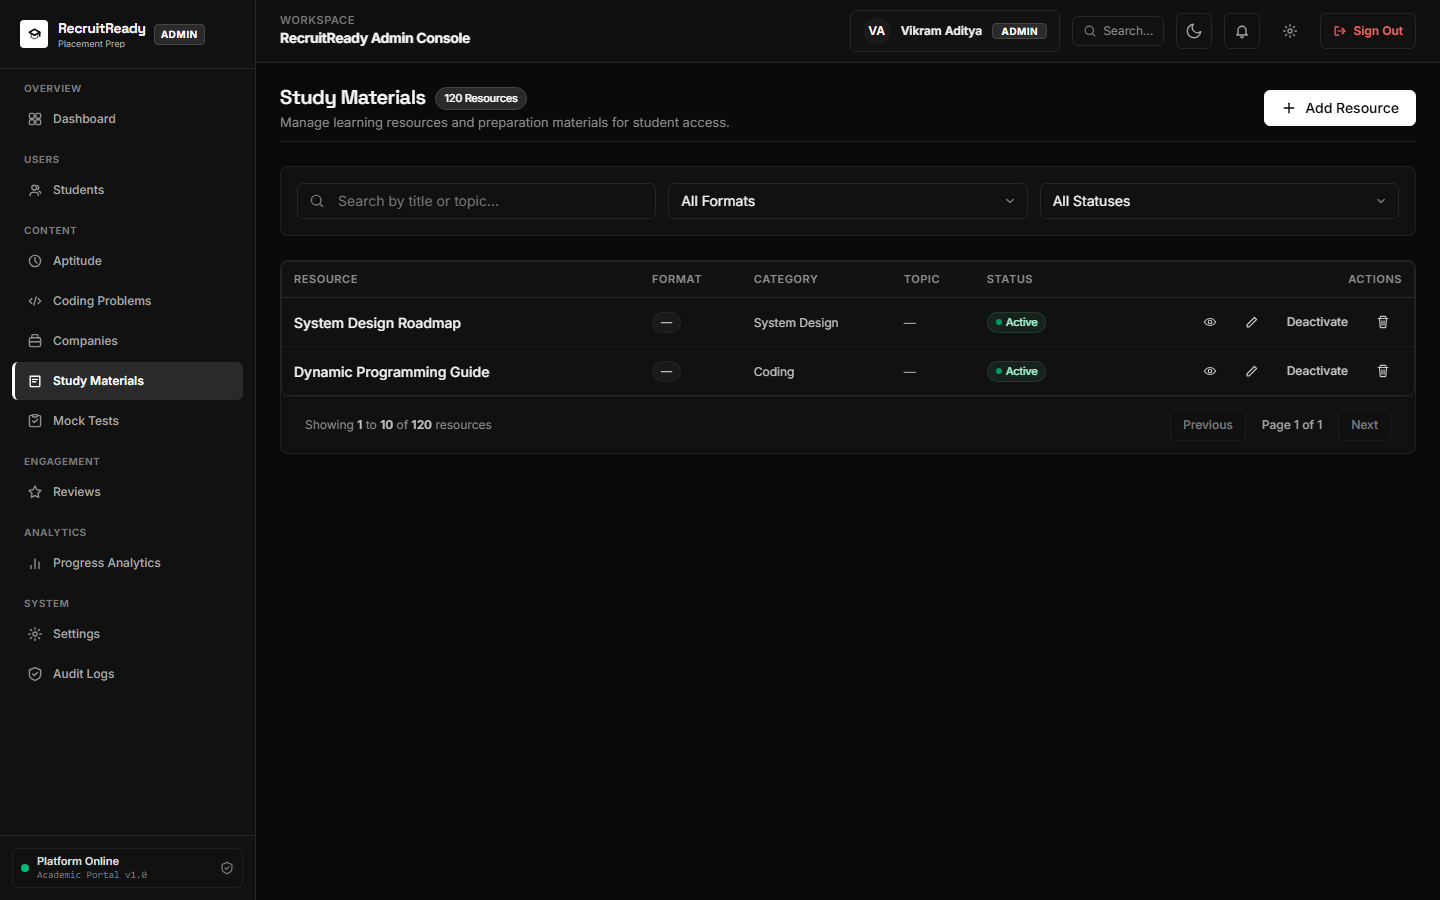 RecruitReady
Placement Prep
ADMIN
OVERVIEW
Dashboard
USERS
Students
CONTENT
Aptitude
Coding Problems
Companies
Study Materials
Mock Tests
ENGAGEMENT
Reviews
ANALYTICS
Progress Analytics
SYSTEM
Settings
Audit Logs
Platform Online
Academic Portal v1.0
WORKSPACE
RecruitReady Admin Console
VA Vikram Aditya ADMIN
Search...
Sign Out
Study Materials 120 Resources
Manage learning resources and preparation materials for student access.
+ Add Resource
Search by title or topic...
All Formats
All Statuses
RESOURCE FORMAT CATEGORY TOPIC STATUS ACTIONS
System Design Roadmap — System Design — Active Deactivate
Dynamic Programming Guide — Coding — Active Deactivate
Showing 1 to 10 of 120 resources
Previous Page 1 of 1 Next